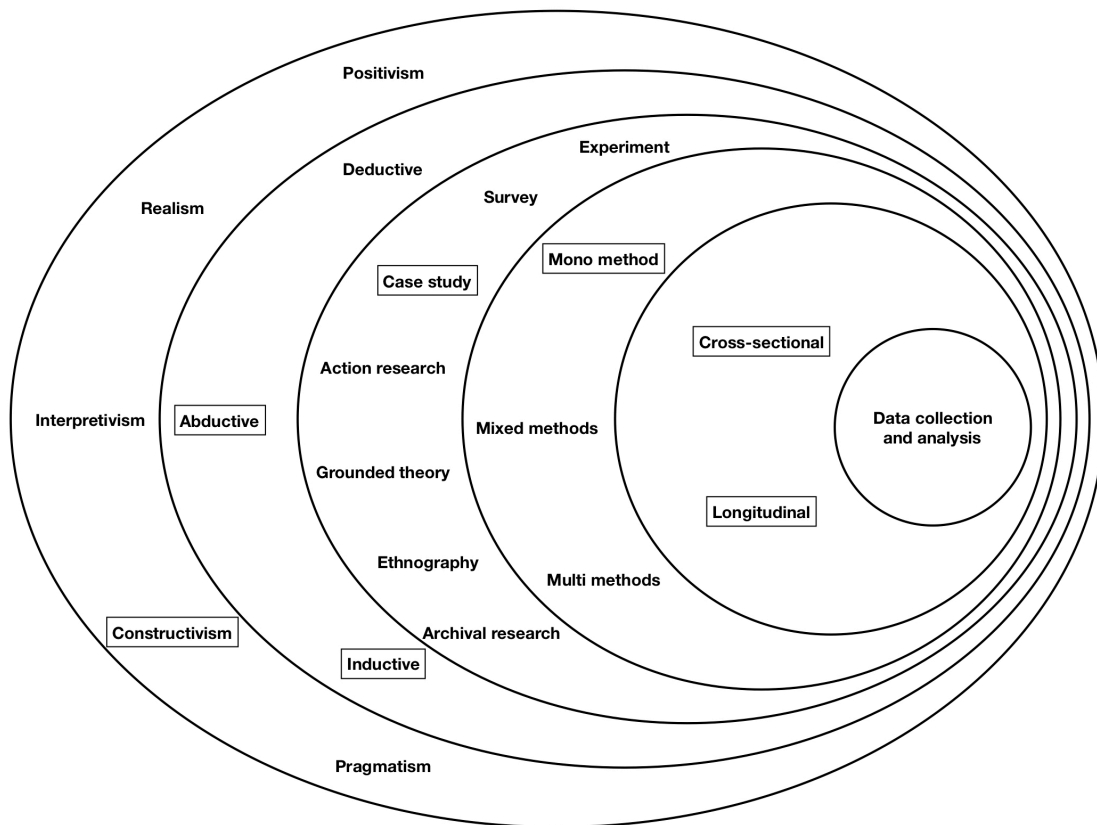 Positivism
Experiment
Deductive
Survey
Realism
Mono method
Case study
Cross-sectional
Action research
Interpretivism
Abductive
Mixed methods
Data collection
and analysis
Grounded theory
Longitudinal
Ethnography
Multi methods
Constructivism
Archival research
Inductive
Pragmatism